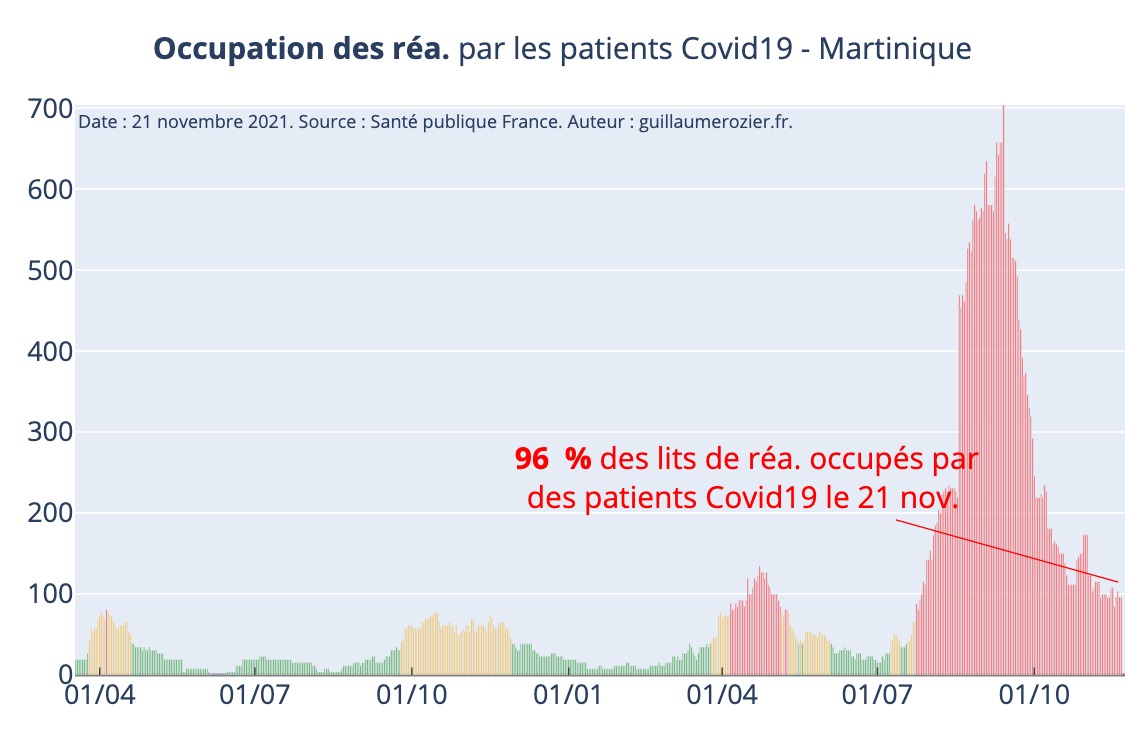 Occupation des réa. par les patients Covid19 - Martinique
700
Date : 21 novembre 2021. Source : Santé publique France. Auteur : guillaumerozier.fr.
600
500
400
300
96 % des lits de réa. occupés par
des patients Covid19 le 21 nov.
200
100
0
01/04 01/07 01/10 01/01 01/04 01/07 01/10